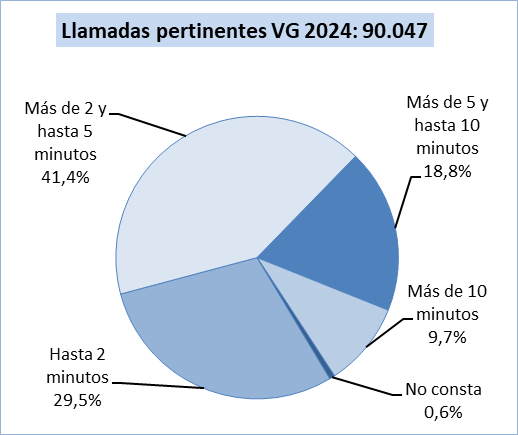 Llamadas pertinentes VG 2024: 90.047
Más de 2 y
hasta 5
minutos
41,4%
Más de 5 y
hasta 10
minutos
18,8%
Más de 10
minutos
9,7%
Hasta 2
minutos
29,5%
No consta
0,6%